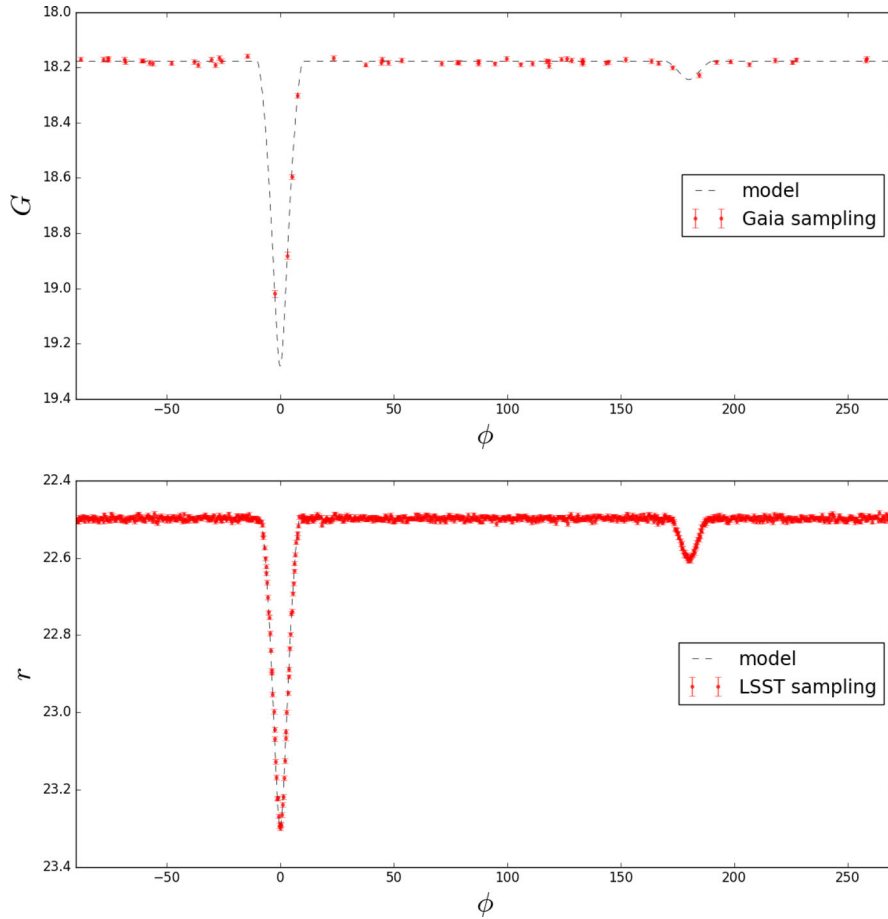 18.0
18.2
18.4
18.6
18.8
19.0
19.2
19.4
G
model
Gaia sampling
−50 0 50 100 150 200 250
ϕ
22.4
22.6
22.8
23.0
23.2
23.4
r
model
LSST sampling
−50 0 50 100 150 200 250
ϕ